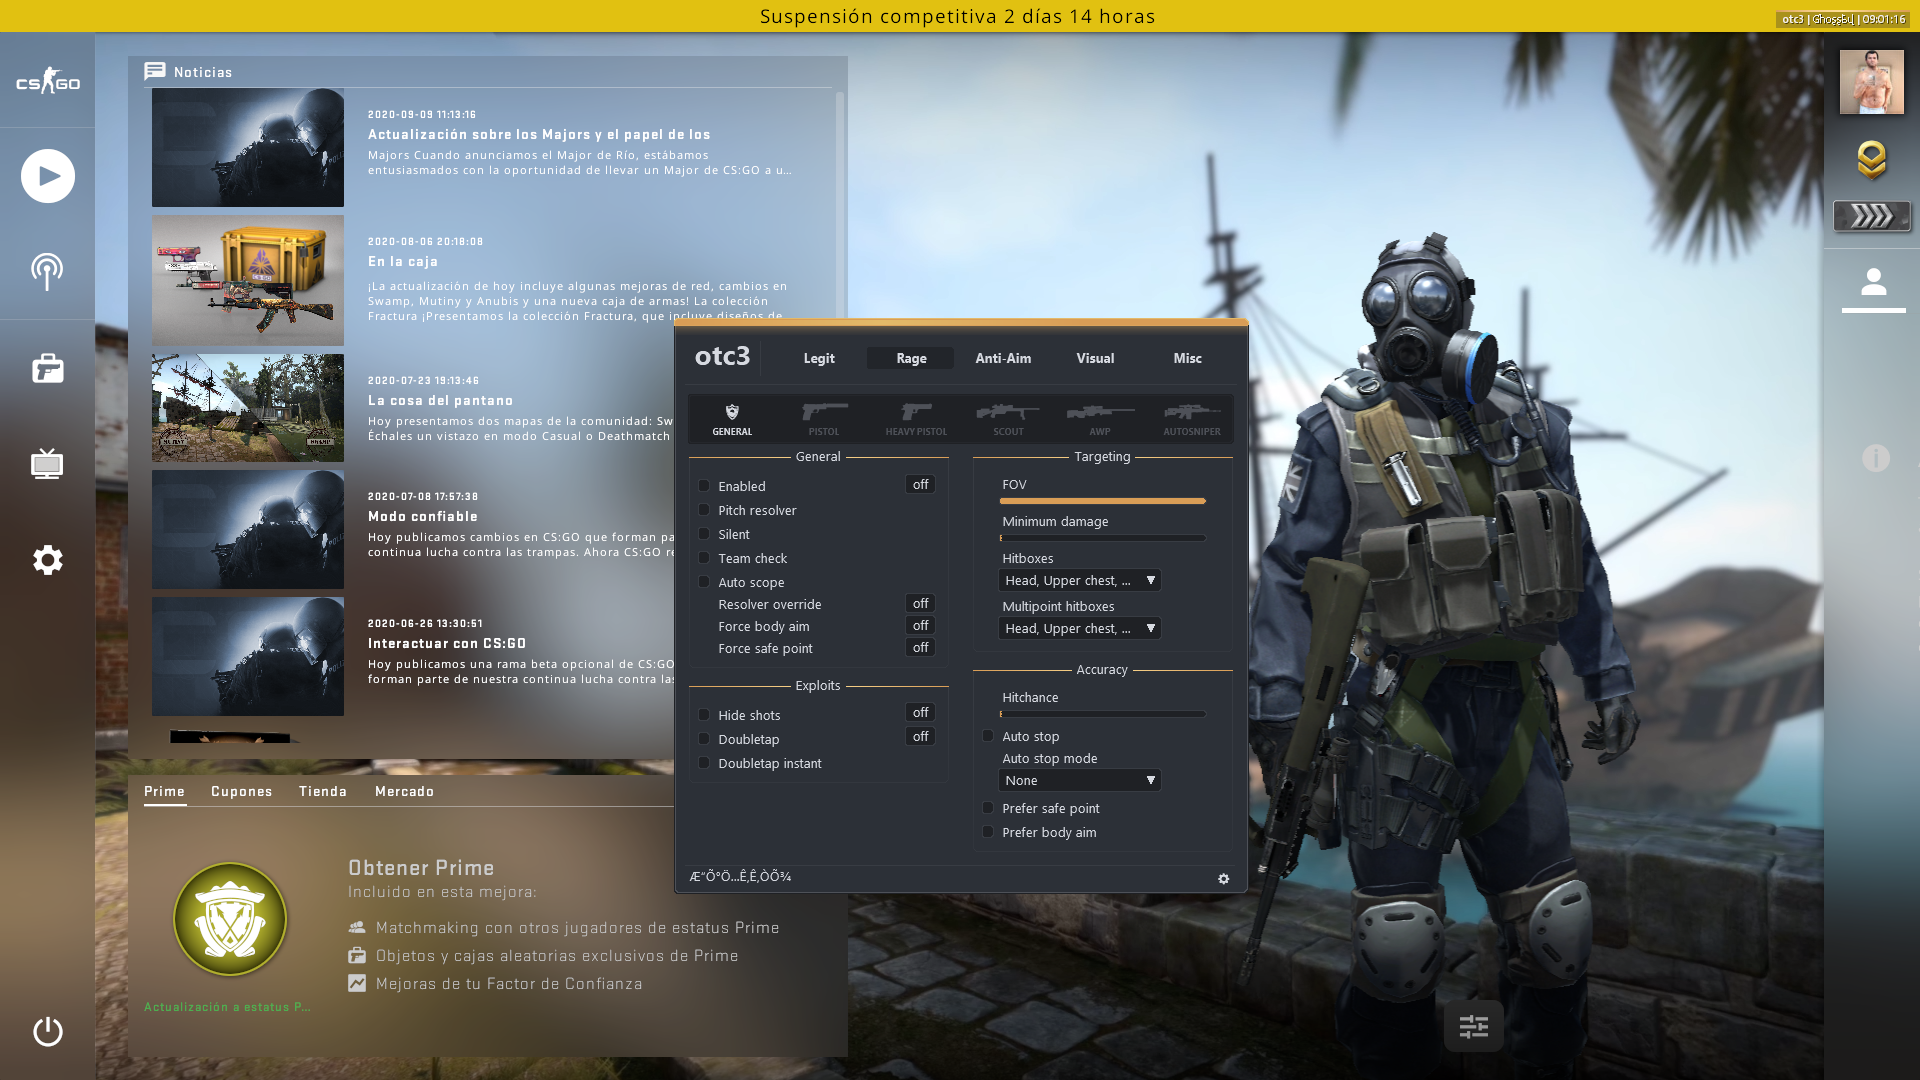 Suspensión competitiva 2 días 14 horas
otc3 | | 09:01:16
CS GO
Noticias
2020-09-09 11:13:16
Actualización sobre los Majors y el papel de los
Majors Cuando anunciamos el Major de Río, estábamos
entusiasmados con la oportunidad de llevar un Major de CS:GO a u...
2020-08-06 20:18:08
En la caja
¡La actualización de hoy incluye algunas mejoras de red, cambios en
Swamp, Mutiny y Anubis y una nueva caja de armas! La colección
Fractura ¡Presentamos la colección Fractura, que incluye diseños de
2020-07-23 19:13:46
La cosa del pantano
Hoy presentamos dos mapas de la comunidad: Sw
Échales un vistazo en modo Casual o Deathmatch
2020-07-08 17:57:38
Modo confiable
Hoy publicamos cambios en CS:GO que forman pa
continua lucha contra las trampas. Ahora CS:GO re
2020-06-26 13:30:51
Interactuar con CS:GO
Hoy publicamos una rama beta opcional de CS:GO
forman parte de nuestra continua lucha contra las
Prime Cupones Tienda Mercado
Obtener Prime
Incluido en esta mejora:
Matchmaking con otros jugadores de estatus Prime
Objetos y cajas aleatorias exclusivos de Prime
Mejoras de tu Factor de Confianza
Actualización a estatus P...
otc3 Legit Rage Anti-Aim Visual Misc
GENERAL PISTOL HEAVY PISTOL SCOUT AWP AUTOSNIPER
General
Enabled off
Pitch resolver
Silent
Team check
Auto scope
Resolver override off
Force body aim off
Force safe point off
Exploits
Hide shots off
Doubletap off
Doubletap instant
Targeting
FOV
Minimum damage
Hitboxes
Head, Upper chest, ...
Multipoint hitboxes
Head, Upper chest, ...
Accuracy
Hitchance
Auto stop
Auto stop mode
None
Prefer safe point
Prefer body aim
Æ“Õ°Ö…Ê‚Ê‚ÒÕ¾